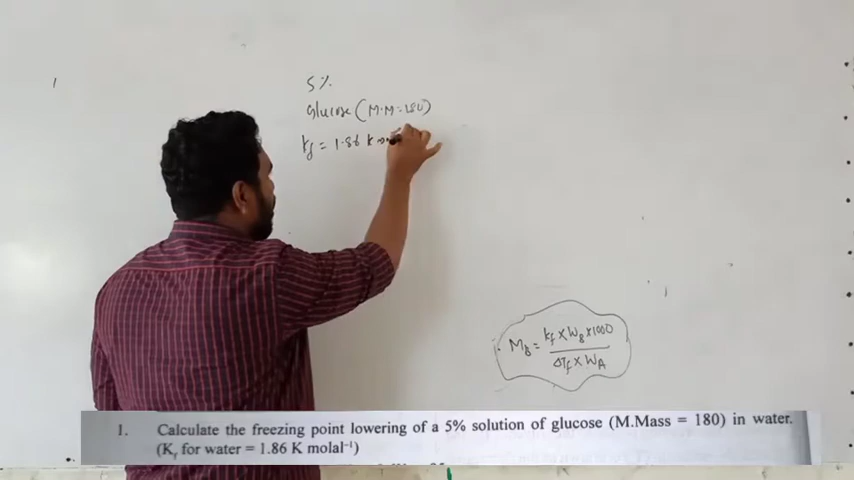 5%
Glucose (M.M=180)
Kf = 1.86 K
MB = Kf X WB X1000
ΔTf X WA
1. Calculate the freezing point lowering of a 5% solution of glucose (M.Mass = 180) in water.
(Kf for water = 1.86 K molal⁻¹)